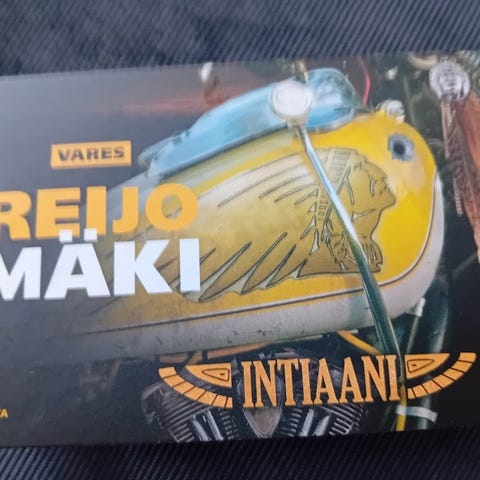 VARES
REIJO
MÄKI
INTIAANI